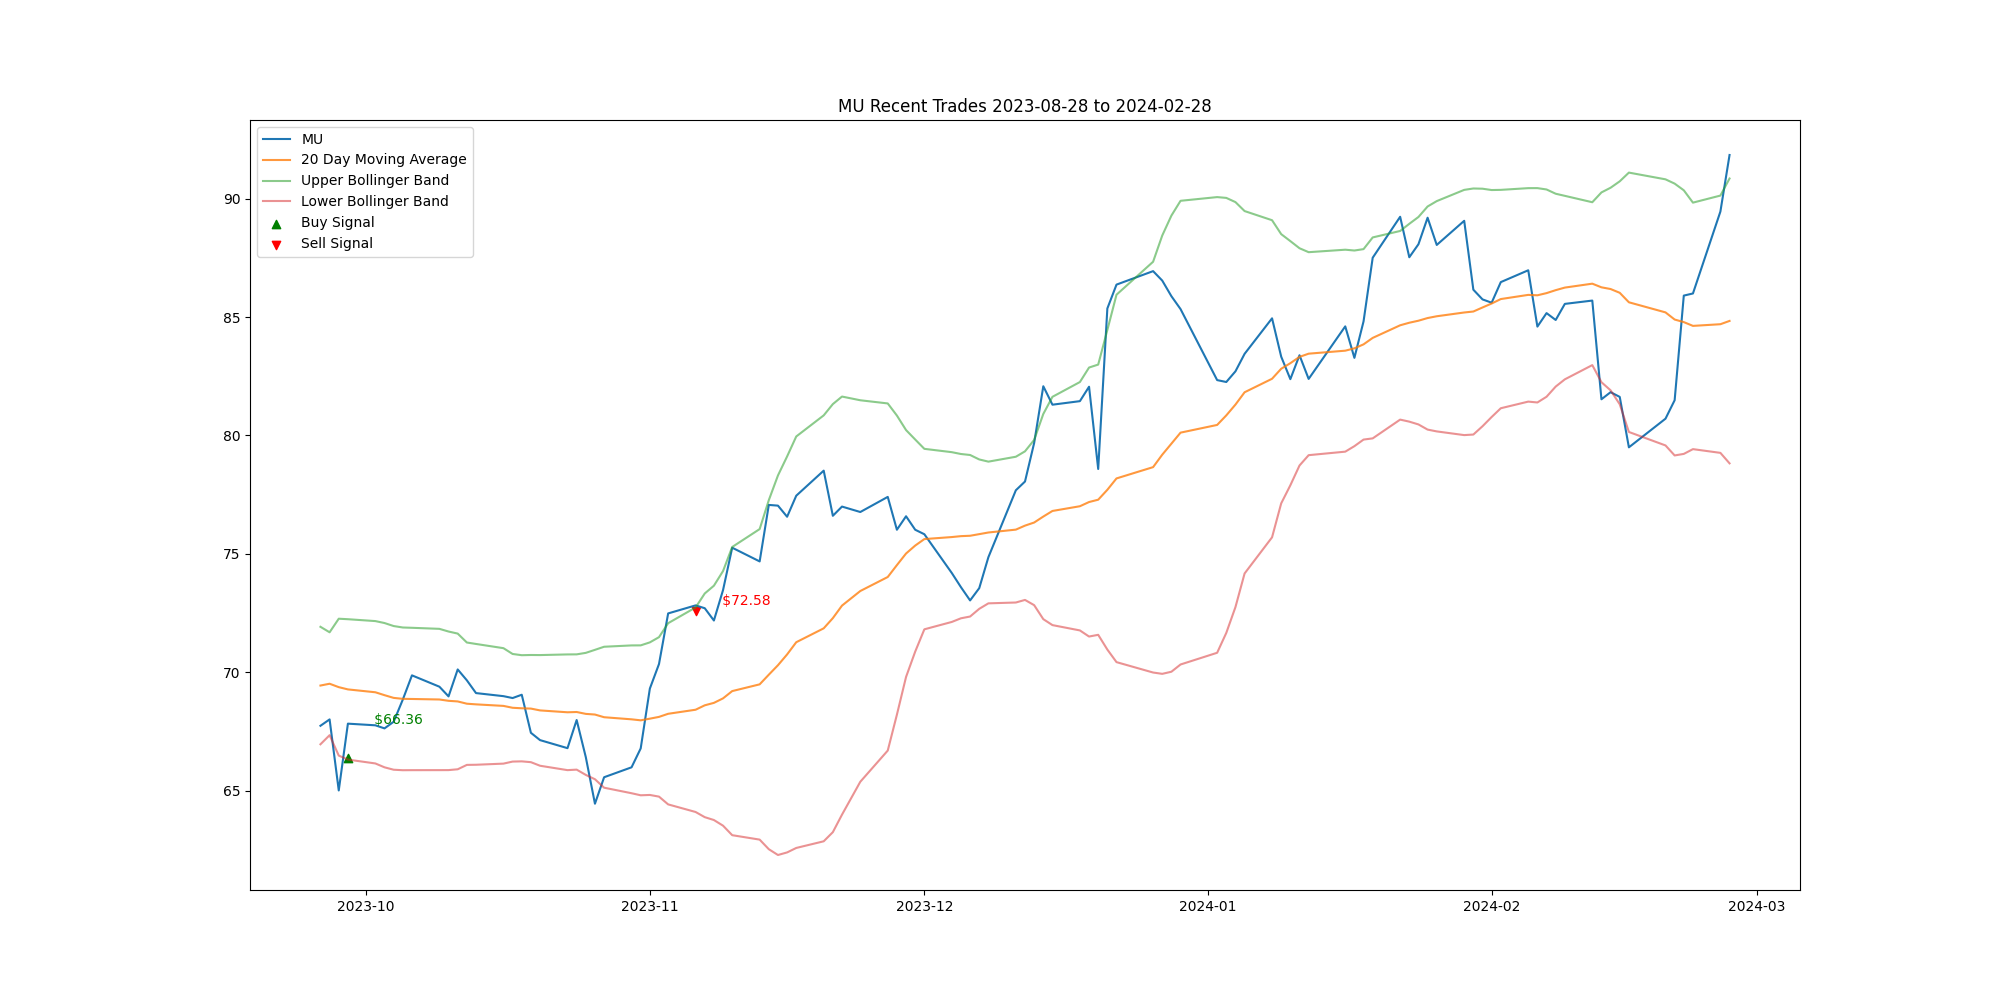 MU Recent Trades 2023-08-28 to 2024-02-28
MU
20 Day Moving Average
Upper Bollinger Band
Lower Bollinger Band
Buy Signal
Sell Signal
90
85
80
75
70
65
$72.58
$66.36
2023-10
2023-11
2023-12
2024-01
2024-02
2024-03